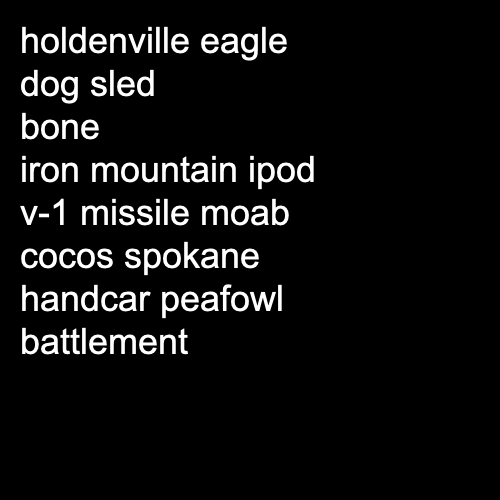 holdenville eagle
dog sled
bone
iron mountain ipod
v-1 missile moab
cocos spokane
handcar peafowl
battlement